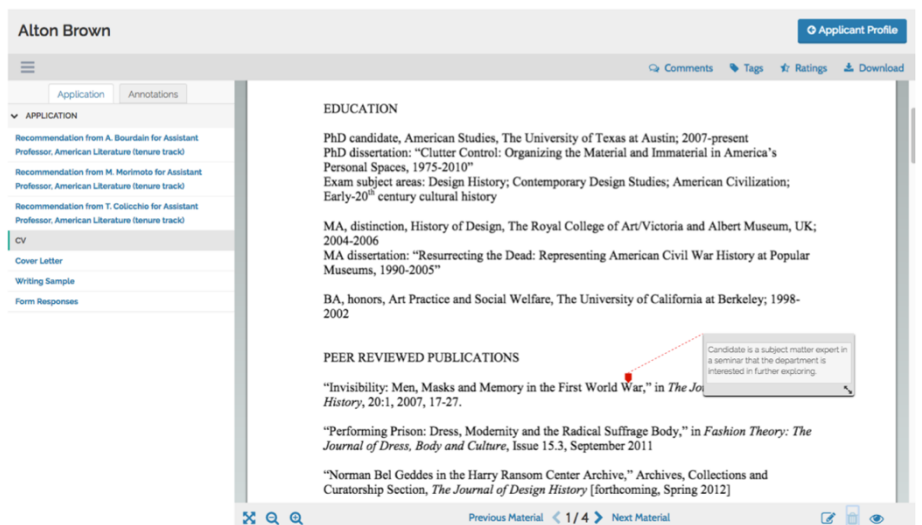 Alton Brown
Applicant Profile
Comments Tags Ratings Download
Application Annotations
APPLICATION
Recommendation from A. Bourdain for Assistant
Professor, American Literature (tenure track)
Recommendation from M. Morimoto for Assistant
Professor, American Literature (tenure track)
Recommendation from T. Colicchio for Assistant
Professor, American Literature (tenure track)
CV
Cover Letter
Writing Sample
Form Responses
EDUCATION
PhD candidate, American Studies, The University of Texas at Austin; 2007-present
PhD dissertation: “Clutter Control: Organizing the Material and Immaterial in America’s
Personal Spaces, 1975-2010”
Exam subject areas: Design History; Contemporary Design Studies; American Civilization;
Early-20th century cultural history
MA, distinction, History of Design, The Royal College of Art/Victoria and Albert Museum, UK;
2004-2006
MA dissertation: “Resurrecting the Dead: Representing American Civil War History at Popular
Museums, 1990-2005”
BA, honors, Art Practice and Social Welfare, The University of California at Berkeley; 1998-
2002
PEER REVIEWED PUBLICATIONS
Candidate is a subject matter expert in
a seminar that the department is
interested in further exploring.
“Invisibility: Men, Masks and Memory in the First World War,” in The Jo
History, 20:1, 2007, 17-27.
“Performing Prison: Dress, Modernity and the Radical Suffrage Body,” in Fashion Theory: The
Journal of Dress, Body and Culture, Issue 15.3, September 2011
“Norman Bel Geddes in the Harry Ransom Center Archive,” Archives, Collections and
Curatorship Section, The Journal of Design History [forthcoming, Spring 2012]
Previous Material 1/4 Next Material